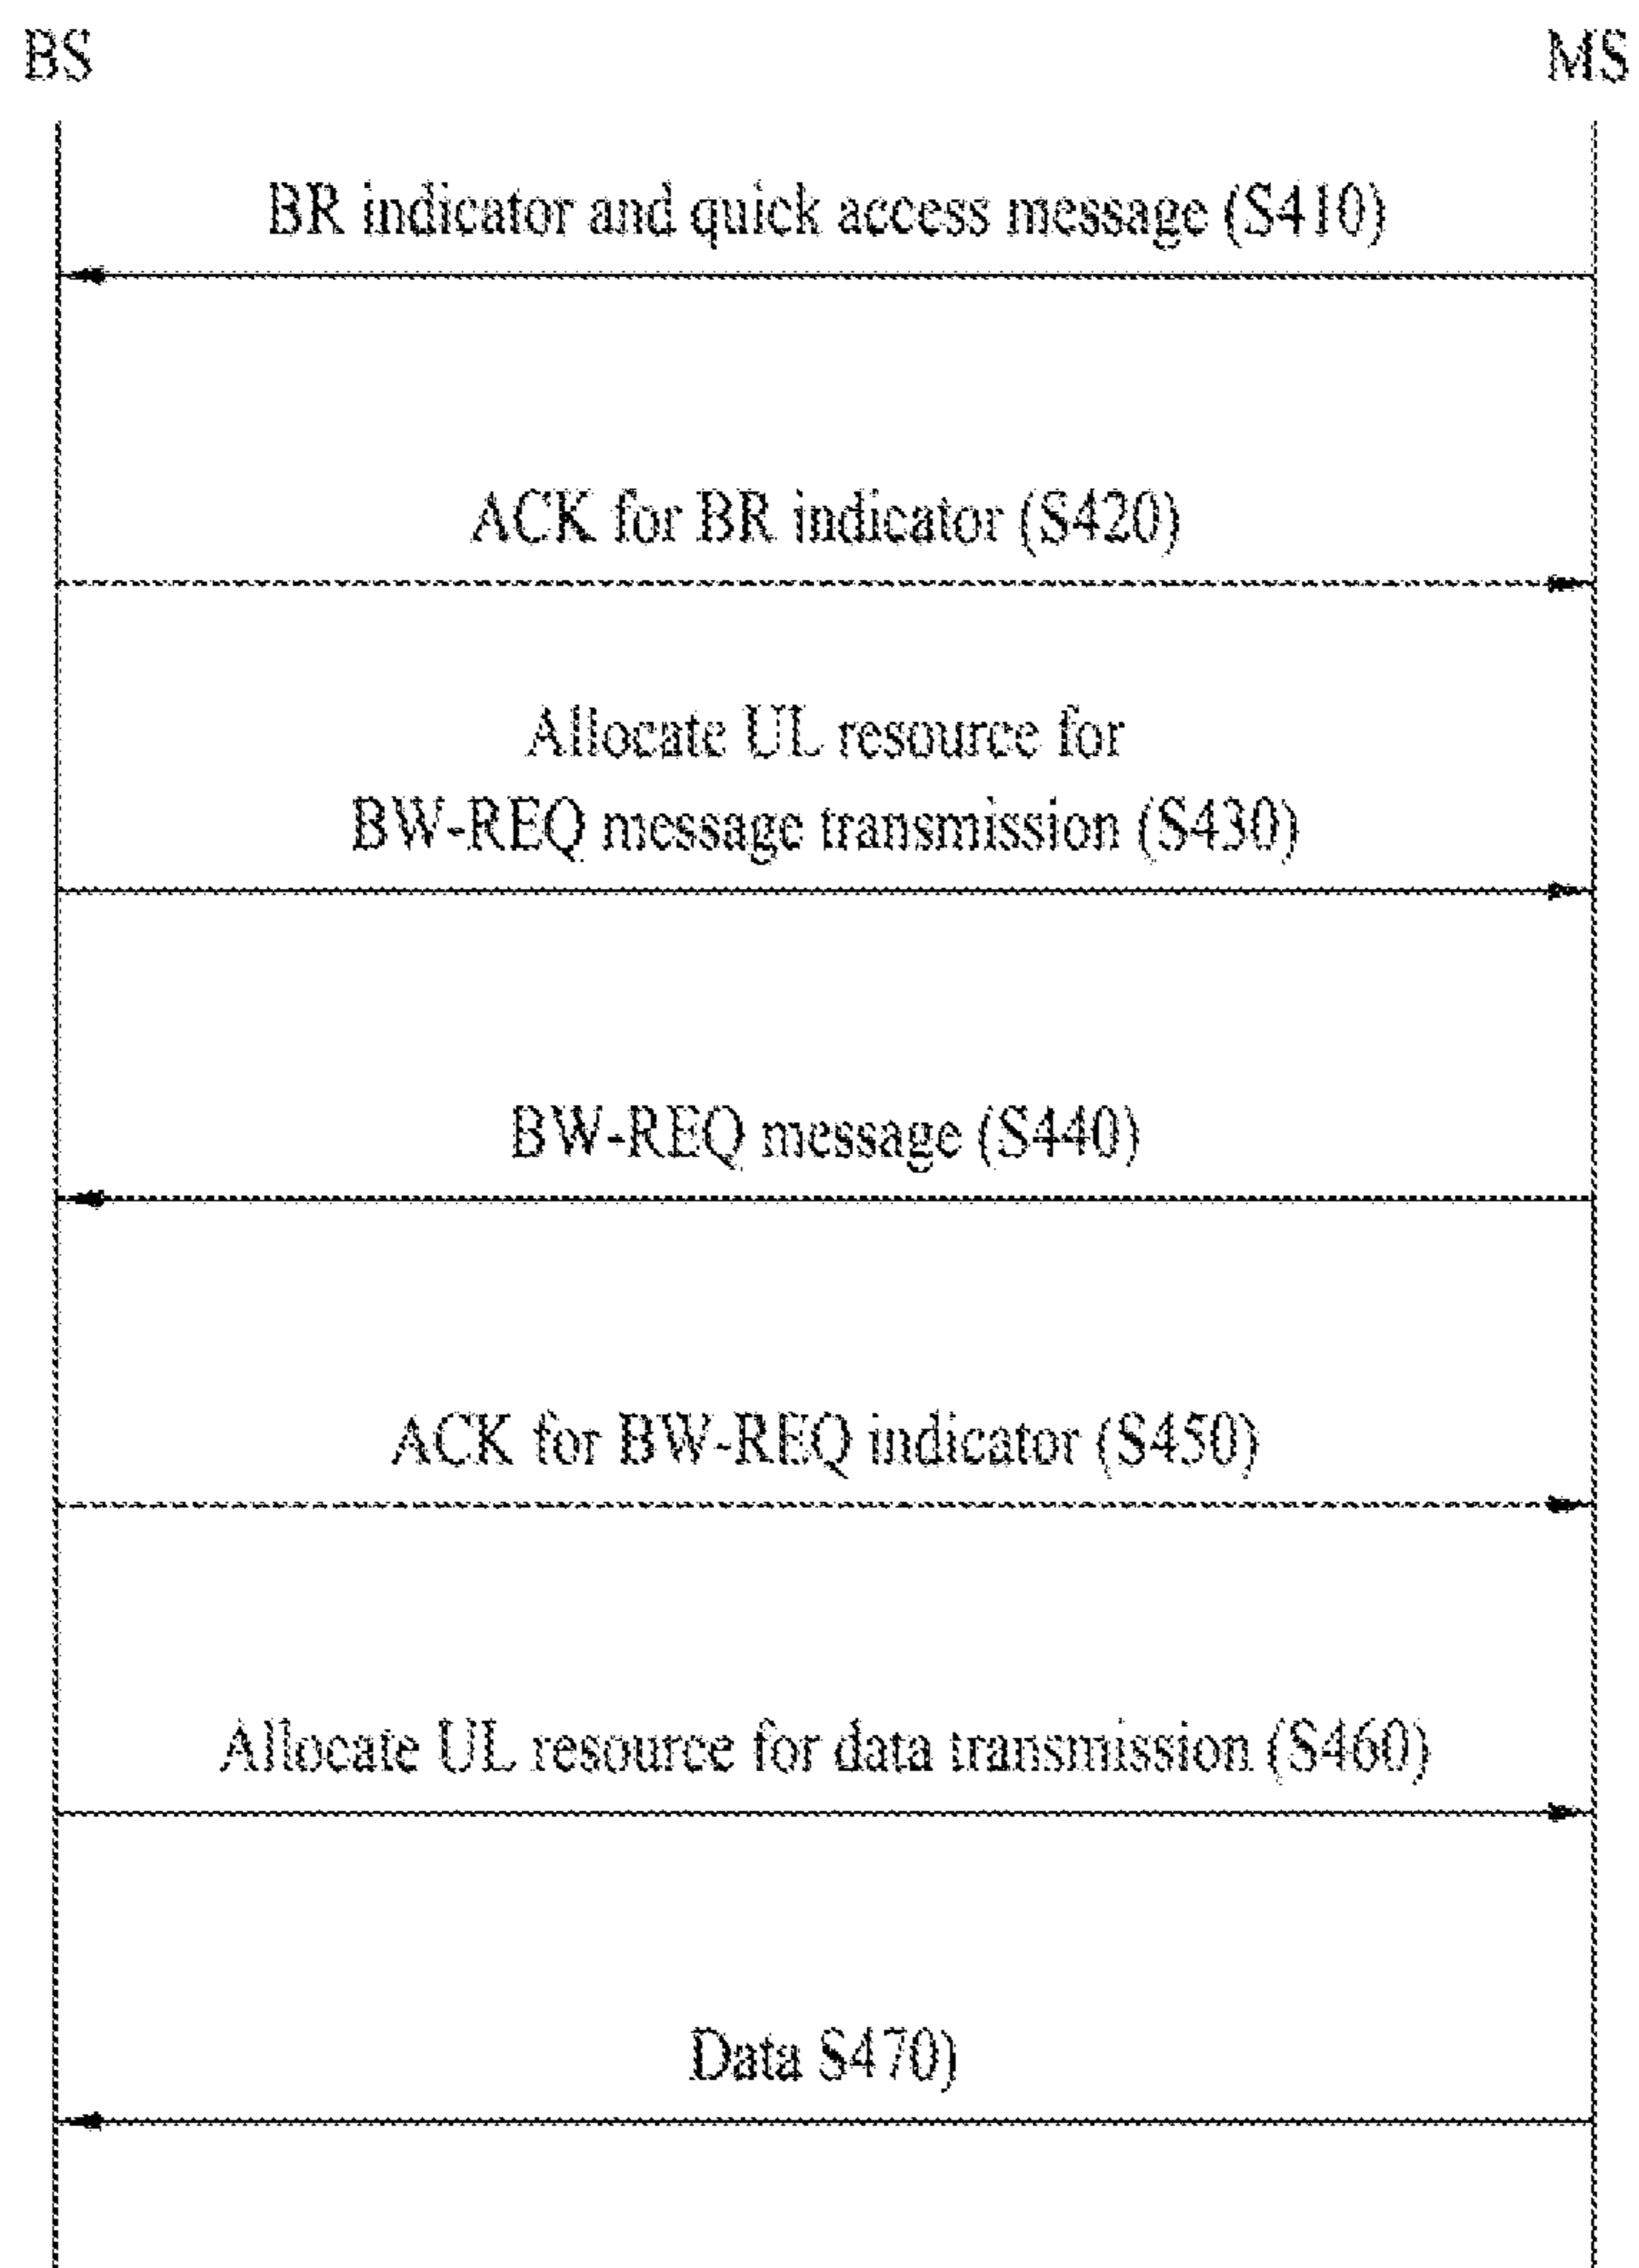 BS
MS
BR indicator and quick access message (S410)
ACK for BR indicator (S420)
Allocate UL resource for
BW-REQ message transmission (S430)
BW-REQ message (S440)
ACK for BW-REQ indicator (S450)
Allocate UL resource for data transmission (S460)
Data S470)